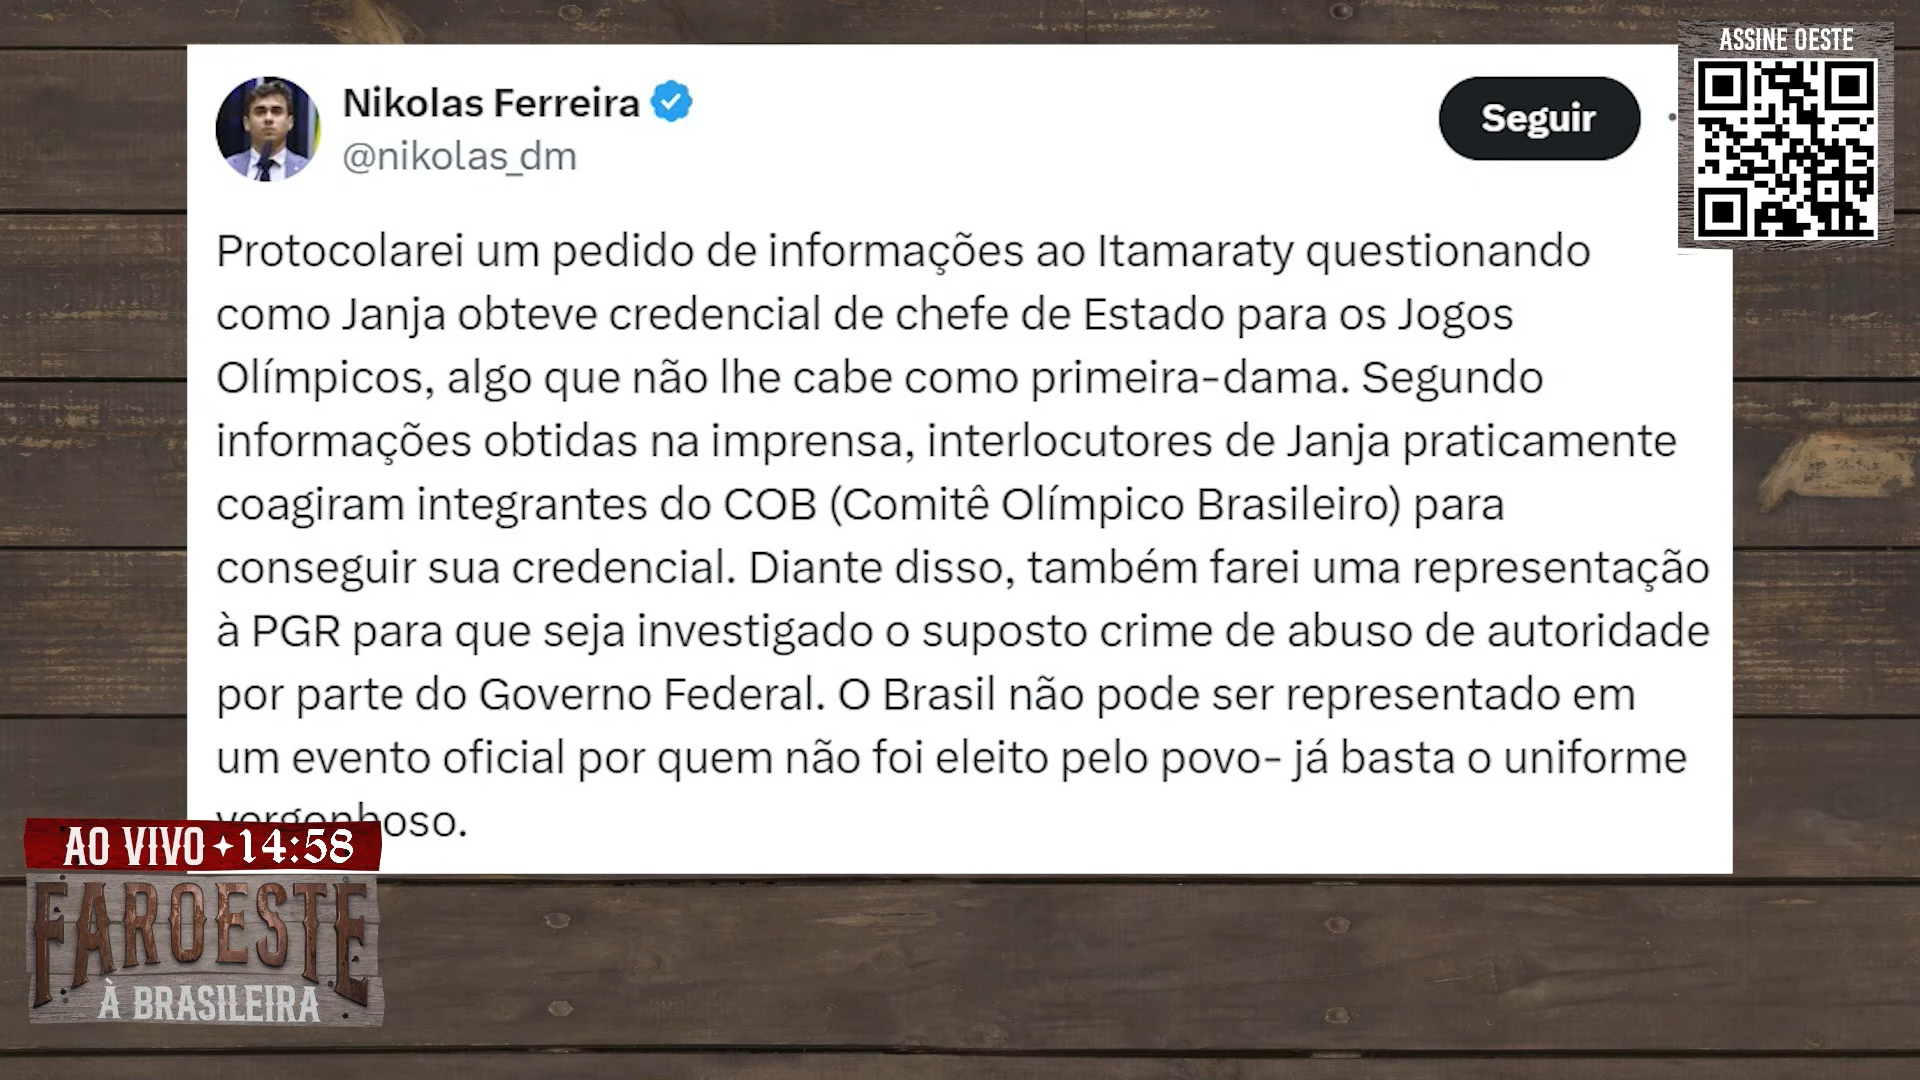 ASSINE OESTE
Nikolas Ferreira
@nikolas_dm
Seguir
Protocolarei um pedido de informações ao Itamaraty questionando
como Janja obteve credencial de chefe de Estado para os Jogos
Olímpicos, algo que não lhe cabe como primeira-dama. Segundo
informações obtidas na imprensa, interlocutores de Janja praticamente
coagiram integrantes do COB (Comitê Olímpico Brasileiro) para
conseguir sua credencial. Diante disso, também farei uma representação
à PGR para que seja investigado o suposto crime de abuso de autoridade
por parte do Governo Federal. O Brasil não pode ser representado em
um evento oficial por quem não foi eleito pelo povo- já basta o uniforme
vergonhoso.
AO VIVO 14:58
FAROESTE
À BRASILEIRA